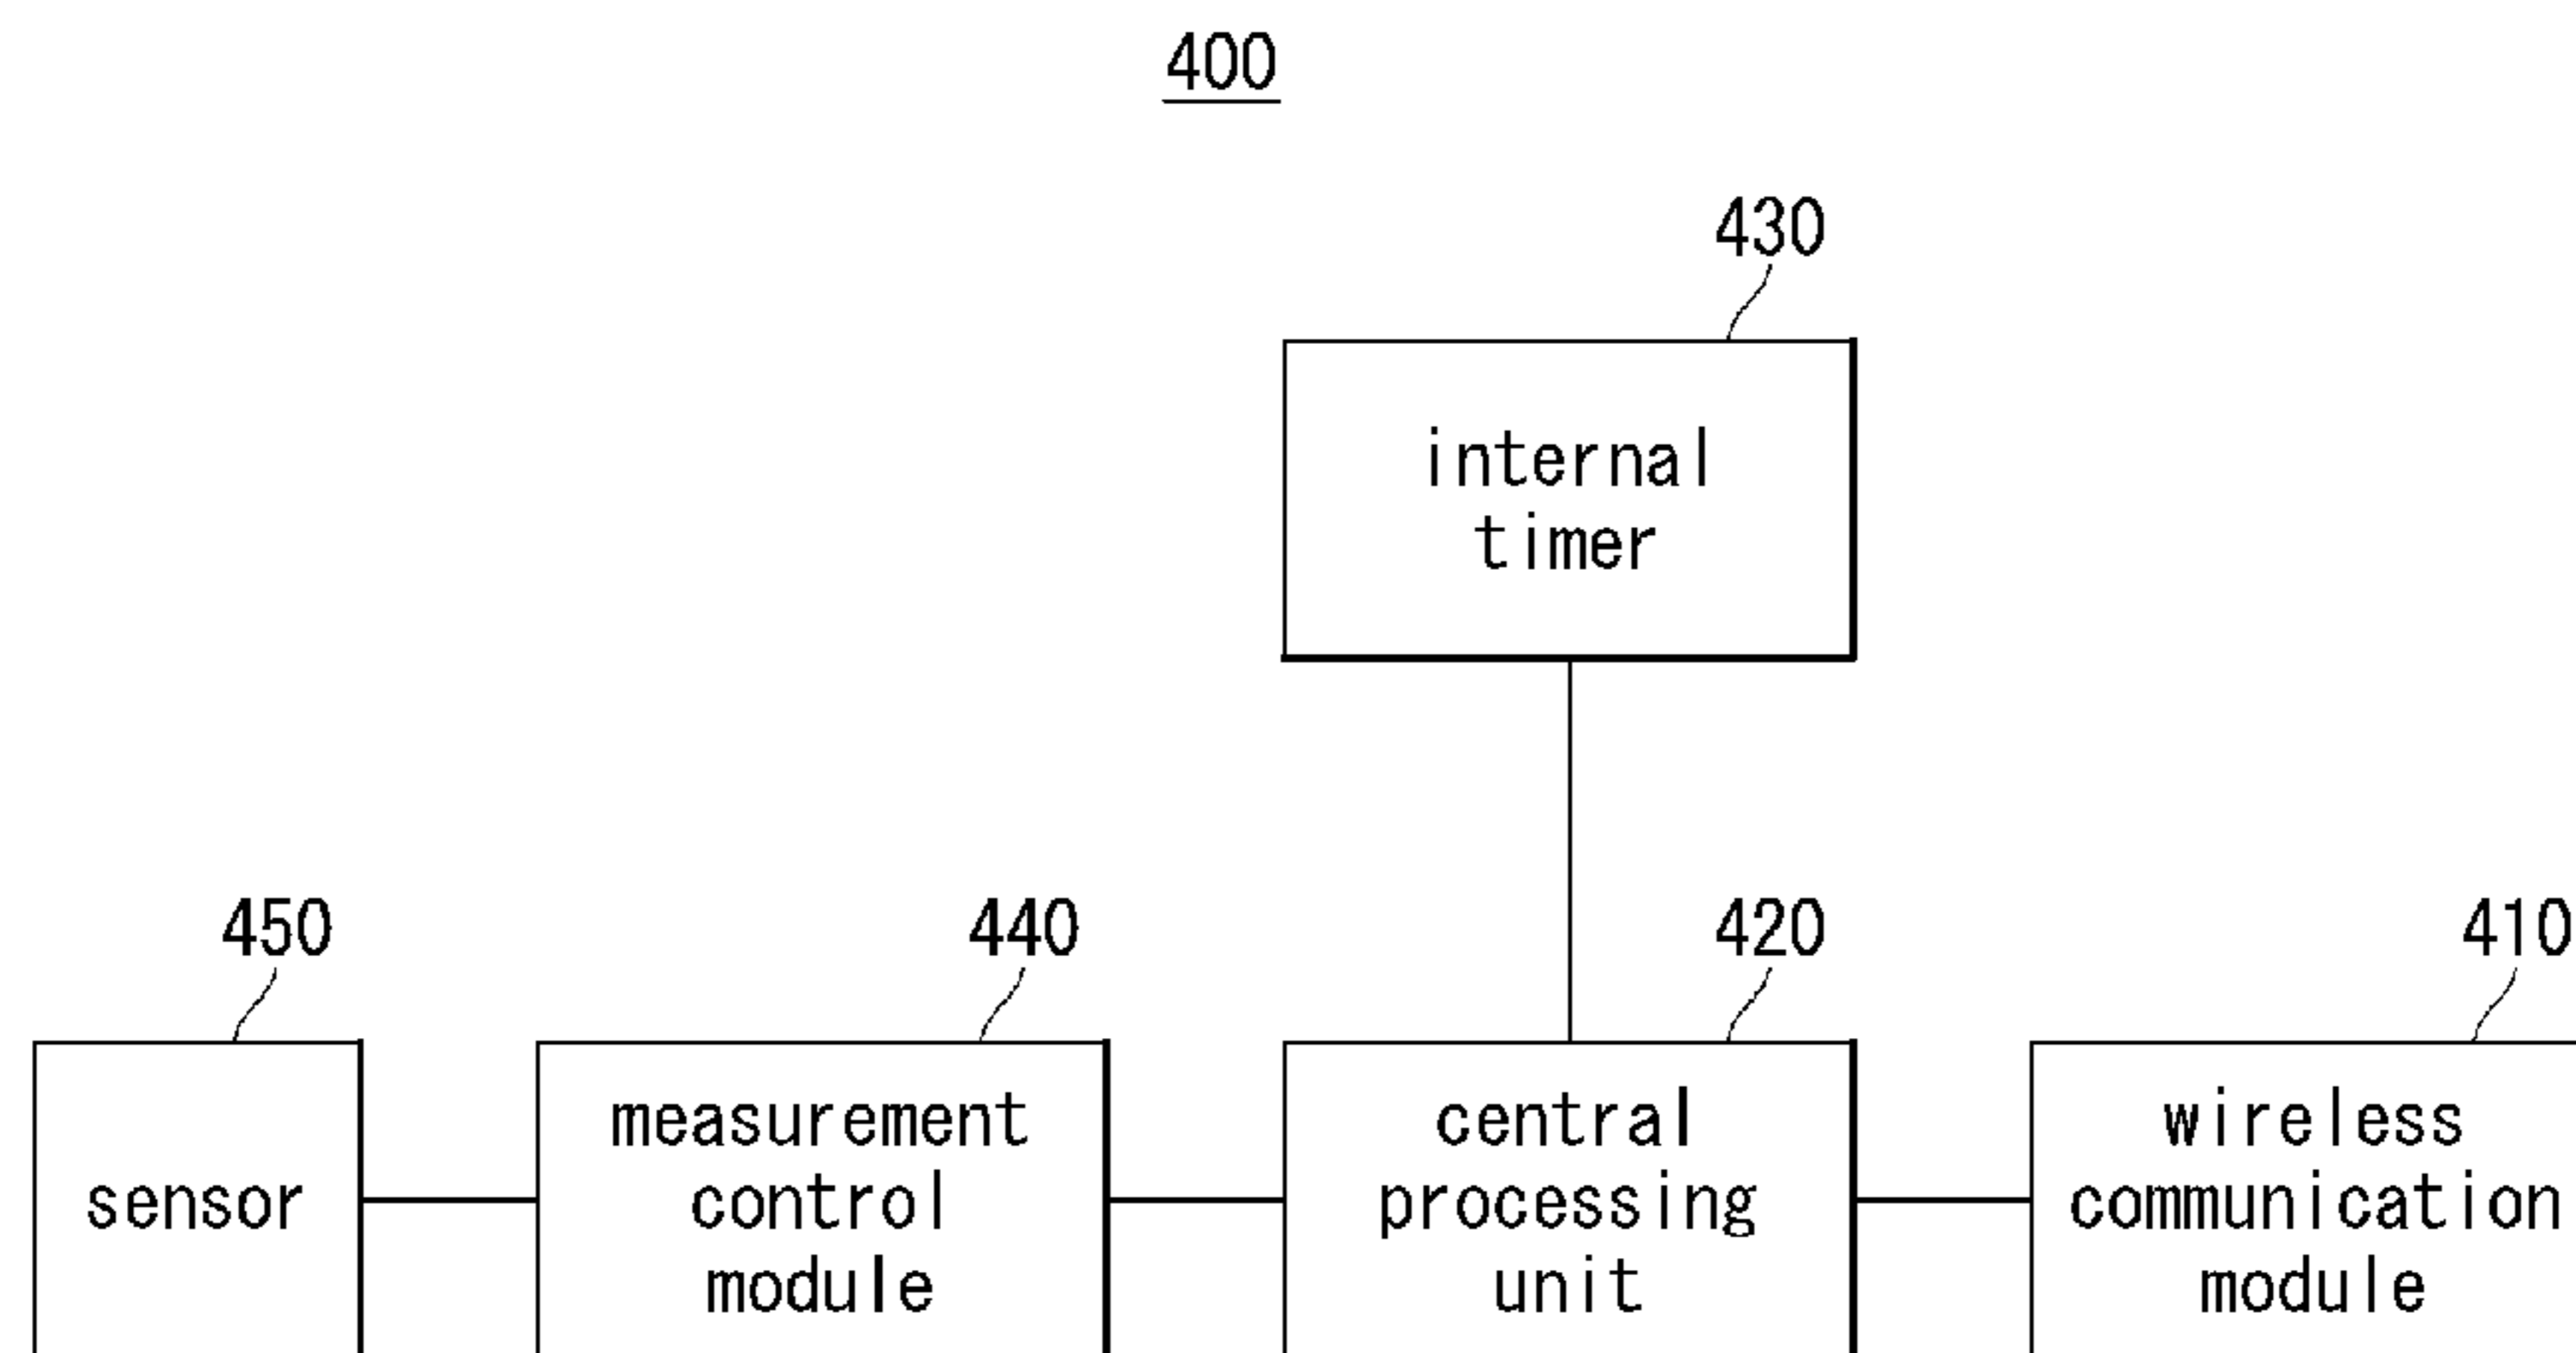 400
430
internal
timer
450
440
420
410
sensor
measurement
control
module
central
processing
unit
wireless
communication
module